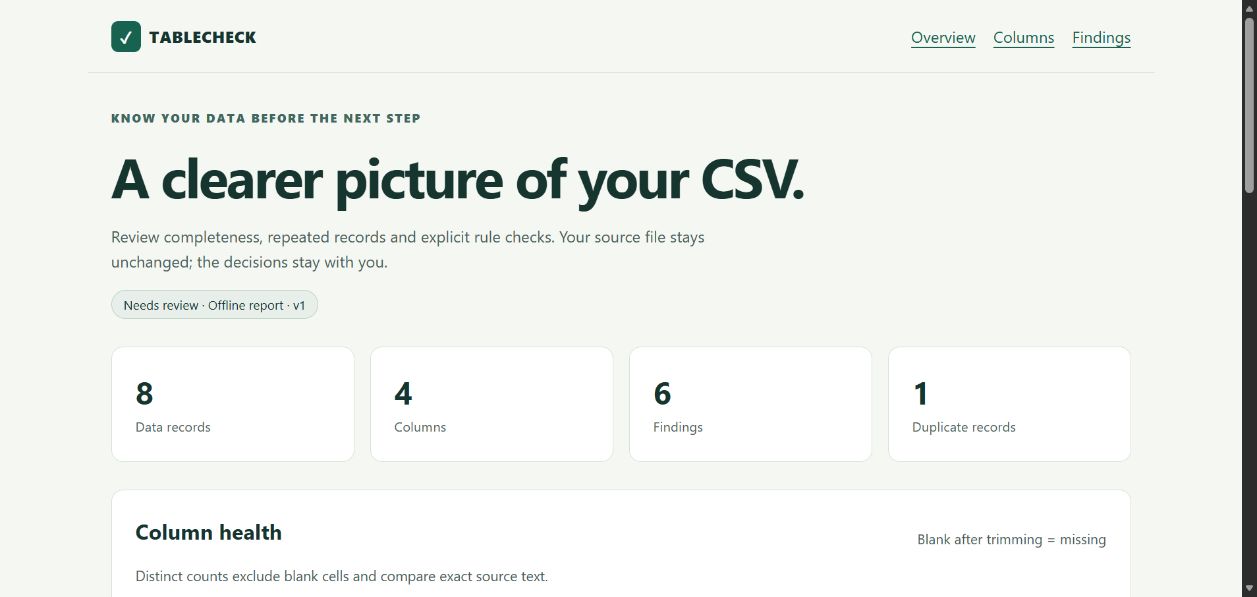 ✓ TABLECHECK
Overview Columns Findings
KNOW YOUR DATA BEFORE THE NEXT STEP
A clearer picture of your CSV.
Review completeness, repeated records and explicit rule checks. Your source file stays
unchanged; the decisions stay with you.
Needs review · Offline report · v1
8
Data records
4
Columns
6
Findings
1
Duplicate records
Column health
Blank after trimming = missing
Distinct counts exclude blank cells and compare exact source text.